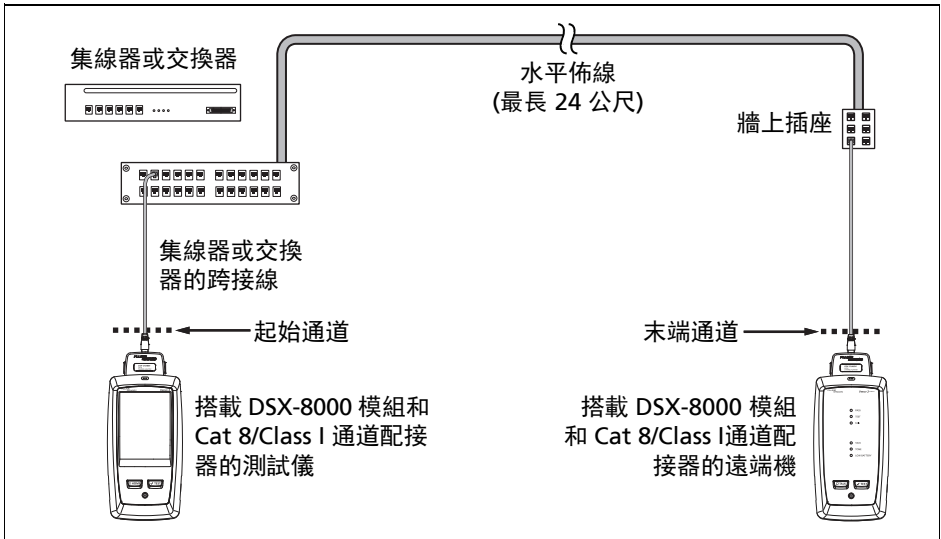 集線器或交換器
水平佈線
(最長 24 公尺)
牆上插座
集線器或交換
器的跨接線
起始通道
末端通道
搭載 DSX-8000 模組和
Cat 8/Class I 通道配接
器的測試儀
搭載 DSX-8000 模組
和 Cat 8/Class I通道配
接器的遠端機